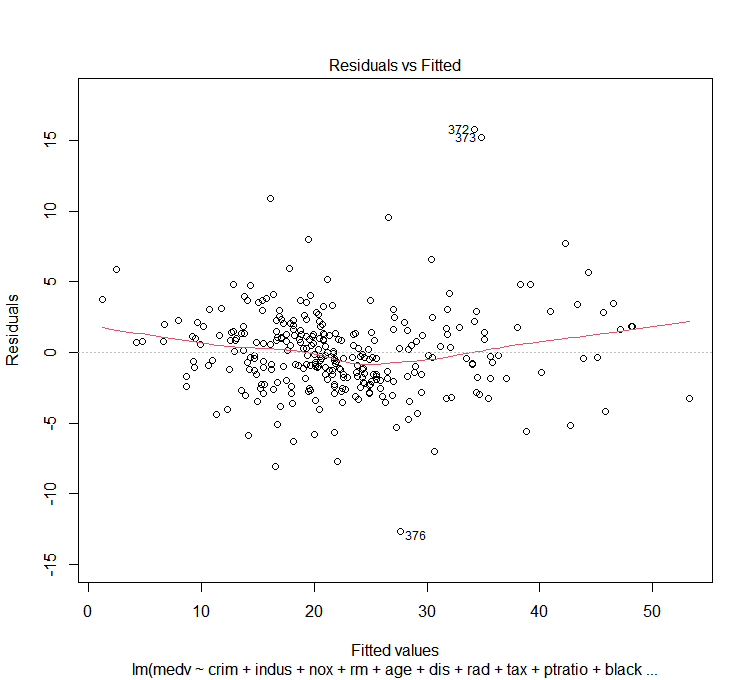 Residuals vs Fitted
372
373
376
Residuals
15
10
5
0
-5
-10
-15
0 10 20 30 40 50
Fitted values
lm(medv ~ crim + indus + nox + rm + age + dis + rad + tax + ptratio + black ...